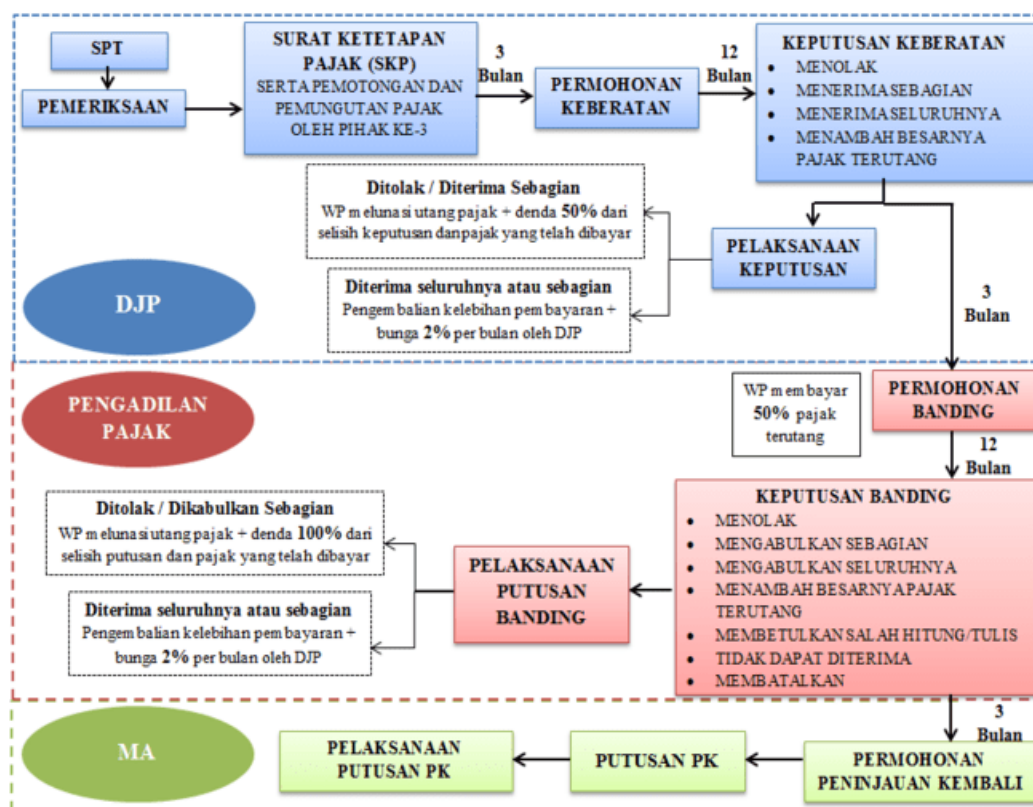 SPT
PEMERIKSAAN
SURAT KETETAPAN
PAJAK (SKP)
SERTA PEMOTONGAN DAN
PEMUNGUTAN PAJAK
OLEH PIHAK KE-3
3
Bulan
PERMOHONAN
KEBERATAN
12
Bulan
KEPUTUSAN KEBERATAN
• MENOLAK
• MENERIMA SEBAGIAN
• MENERIMA SELURUHNYA
• MENAMBAH BESARNYA
PAJAK TERUTANG
Ditolak / Diterima Sebagian
WP melunasi utang pajak + denda 50% dari
selisih keputusan danpajak yang telah dibayar
PELAKSANAAN
KEPUTUSAN
Diterima seluruhnya atau sebagian
Pengembalian kelebihan pembayaran +
bunga 2% per bulan oleh DJP
DJP
3
Bulan
PENGADILAN
PAJAK
WP membayar
50% pajak
terutang
PERMOHONAN
BANDING
12
Bulan
KEPUTUSAN BANDING
• MENOLAK
• MENGABULKAN SEBAGIAN
• MENGABULKAN SELURUHNYA
• MENAMBAH BESARNYA PAJAK
TERUTANG
• MEMBETULKAN SALAH HITUNG/TULIS
• TIDAK DAPAT DITERIMA
• MEMBATALKAN
Ditolak / Dikabulkan Sebagian
WP melunasi utang pajak + denda 100% dari
selisih putusan dan pajak yang telah dibayar
PELAKSANAAN
PUTUSAN
BANDING
Diterima seluruhnya atau sebagian
Pengembalian kelebihan pembayaran +
bunga 2% per bulan oleh DJP
3
Bulan
MA
PELAKSANAAN
PUTUSAN PK
PUTUSAN PK
PERMOHONAN
PENINJAUAN KEMBALI